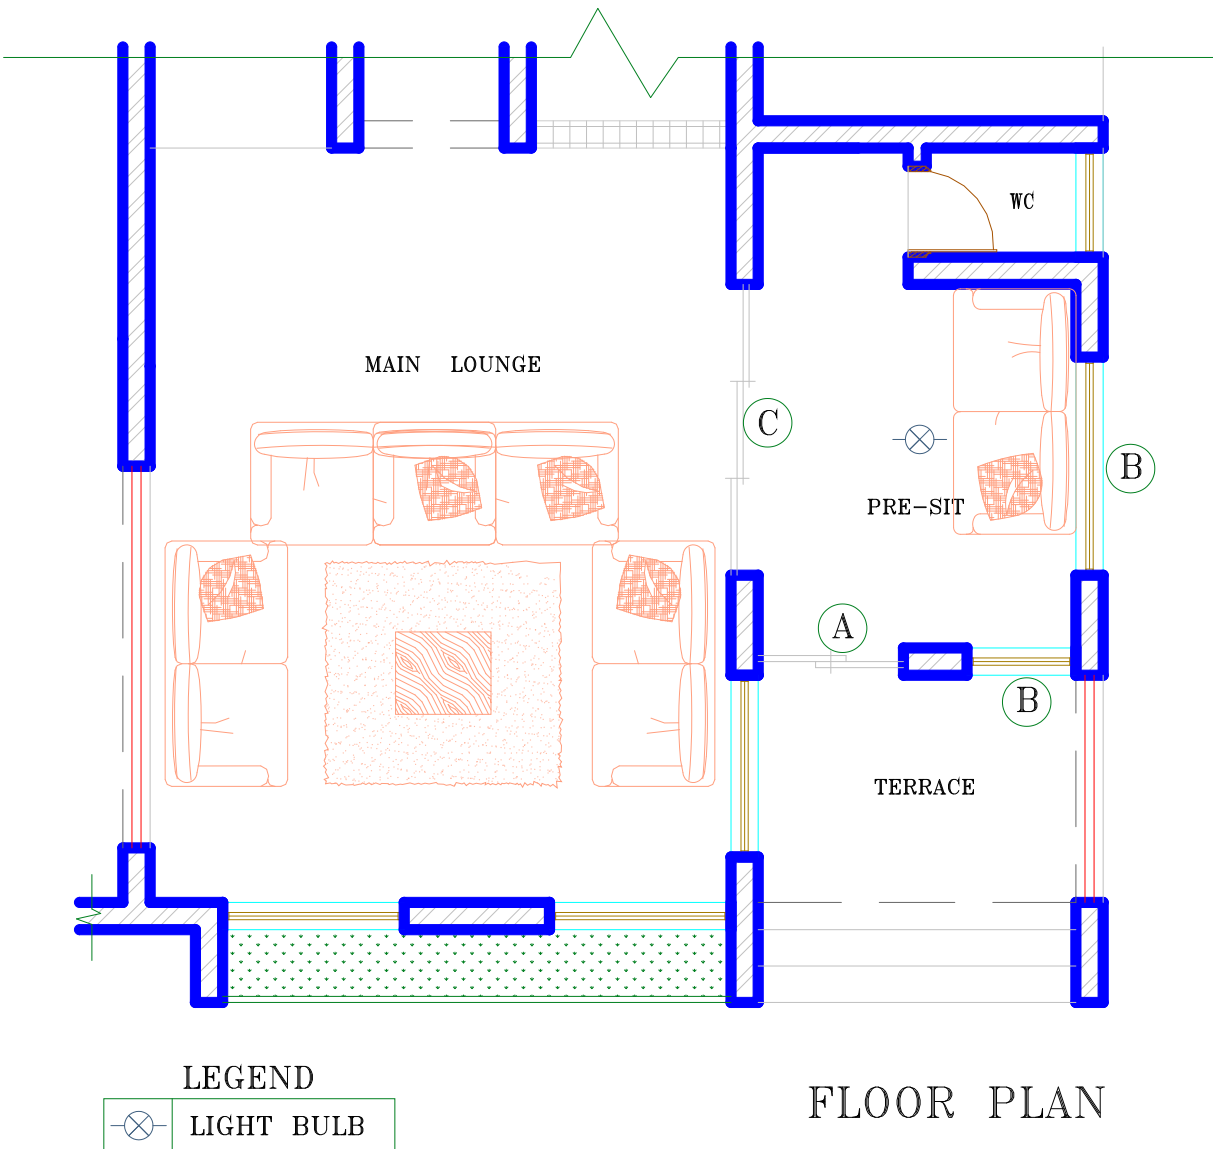 WC
MAIN LOUNGE
C
B
PRE-SIT
A
B
TERRACE
LEGEND
LIGHT BULB
FLOOR PLAN